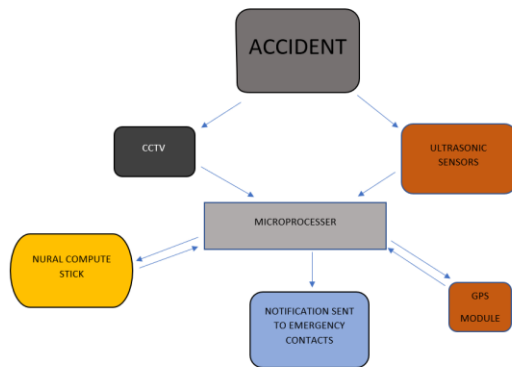 ACCIDENT
CCTV
ULTRASONIC
SENSORS
MICROPROCESSER
NURAL COMPUTE
STICK
NOTIFICATION SENT
TO EMERGENCY
CONTACTS
GPS
MODULE